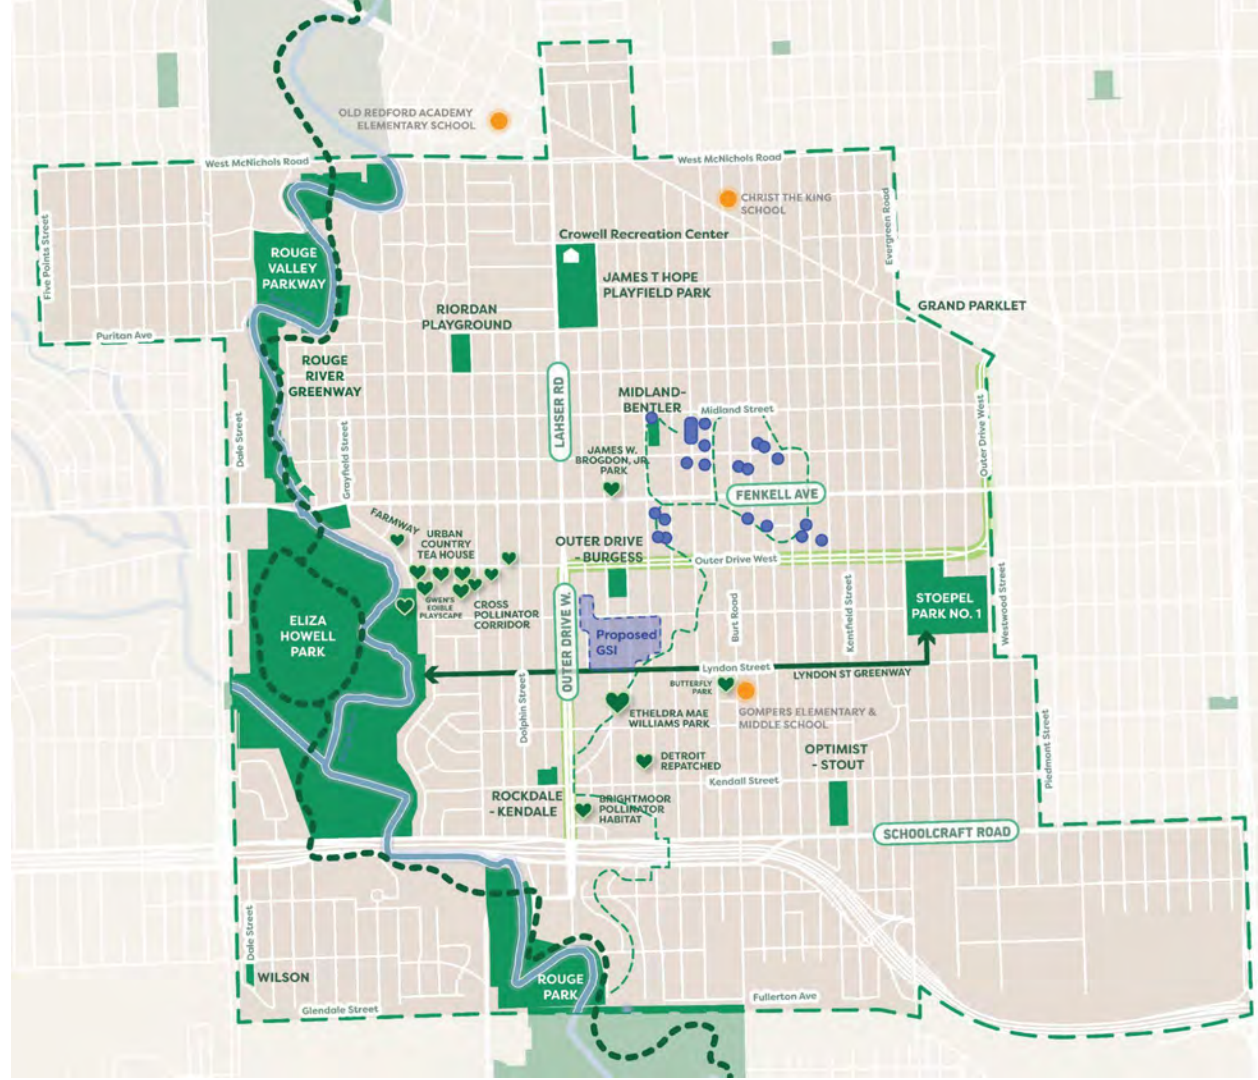 OLD REDFORD ACADEMY
ELEMENTARY SCHOOL
West McNichols Road
West McNichols Road
CHRIST THE KING
SCHOOL
Five Points Street
Evergreen Road
Crowell Recreation Center
ROUGE
VALLEY
PARKWAY
JAMES T HOPE
PLAYFIELD PARK
RIORDAN
PLAYGROUND
GRAND PARKLET
Puritan Ave
ROUGE
RIVER
GREENWAY
LAHSER RD
MIDLAND-
BENTLER
Midland Street
Dale Street
Grayfield Street
Outer Drive West
JAMES W.
BROGDON, JR.
PARK
FENKELL AVE
FARMWAY
URBAN
COUNTRY
TEA HOUSE
OUTER DRIVE
- BURGESS
Outer Drive West
GWEN'S
EDIBLE
PLAYSCAPE
CROSS
POLLINATOR
CORRIDOR
OUTER DRIVE W.
Burt Road
Kentfield Street
STOEPEL
PARK NO. 1
Westwood Street
ELIZA
HOWELL
PARK
Proposed
GSI
Lyndon Street
LYNDON ST GREENWAY
BUTTERFLY
PARK
Dolphin Street
ETHELDRA MAE
WILLIAMS PARK
GOMPERS ELEMENTARY &
MIDDLE SCHOOL
DETROIT
REPATCHED
OPTIMIST
- STOUT
Piedmont Street
Kendall Street
ROCKDALE
- KENDALE
BRIGHTMOOR
POLLINATOR
HABITAT
SCHOOLCRAFT ROAD
Dale Street
WILSON
ROUGE
PARK
Glendale Street
Fullerton Ave